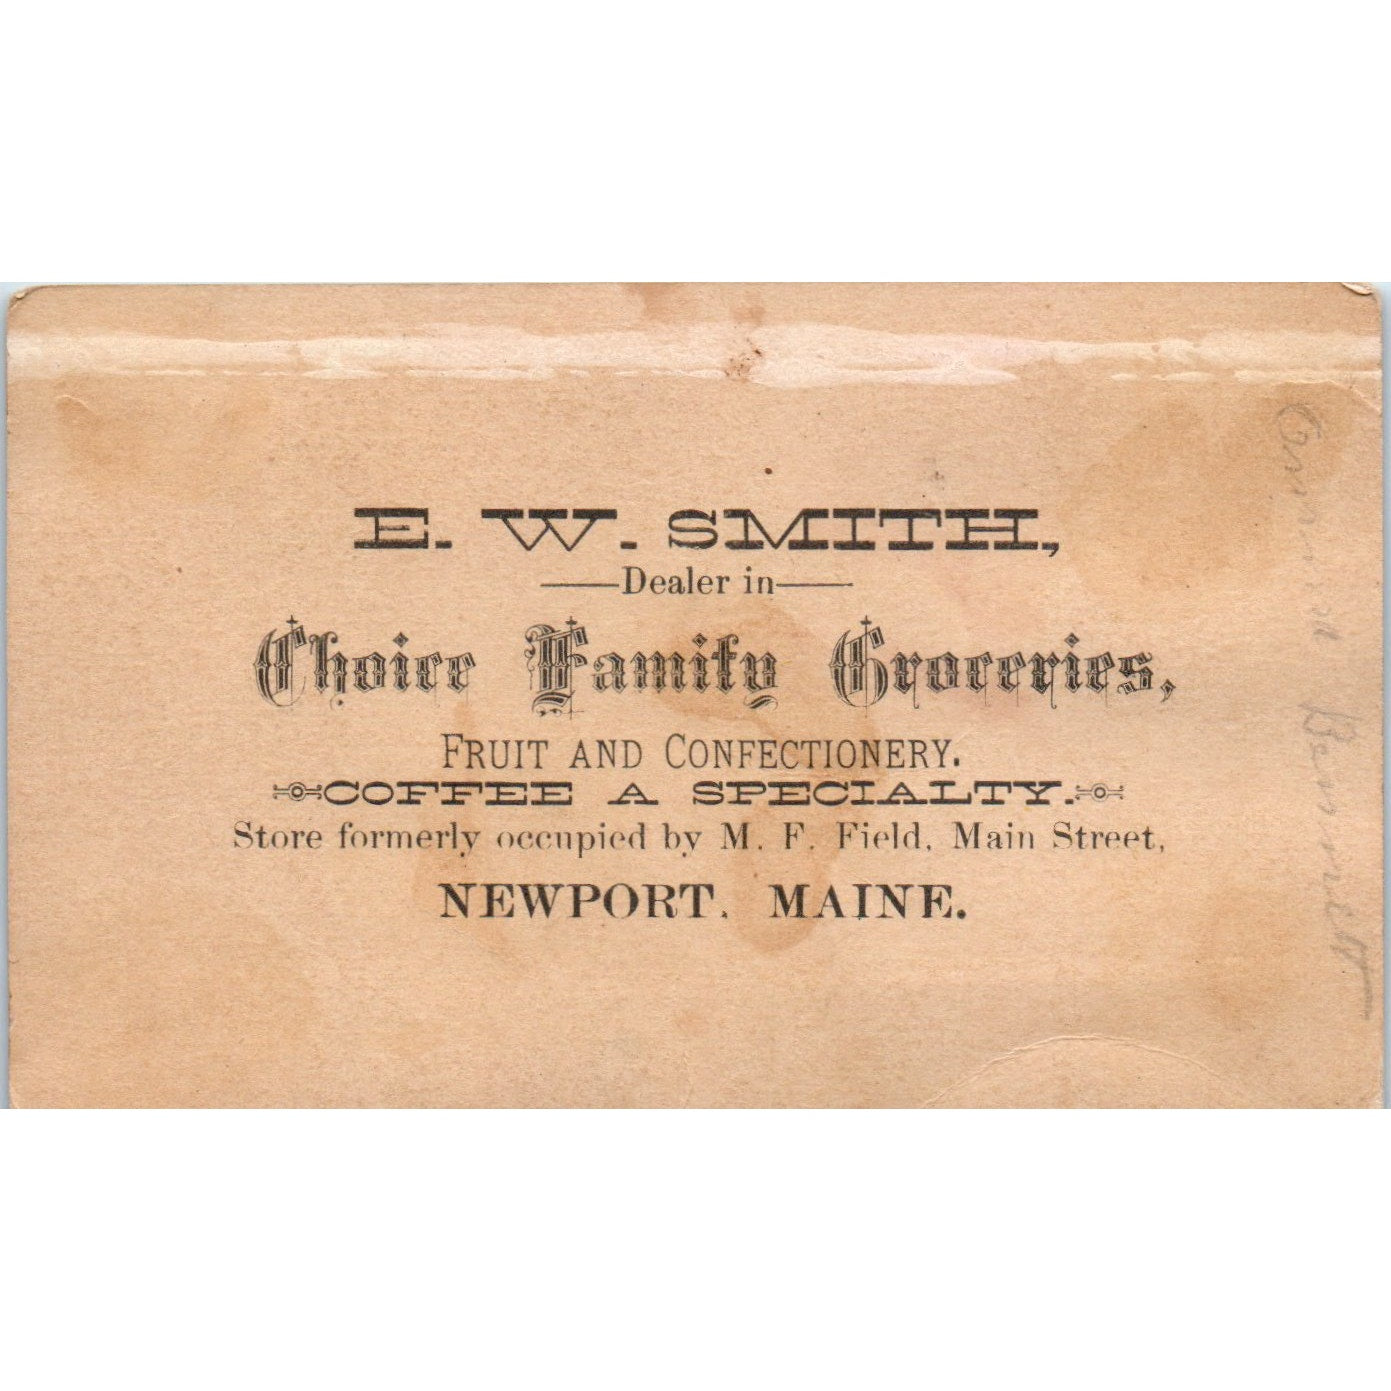 E. W. SMITH,
Dealer in
Choice Family Groceries,
FRUIT AND CONFECTIONERY.
COFFEE A SPECIALTY.
Store formerly occupied by M. F. Field, Main Street,
NEWPORT, MAINE.